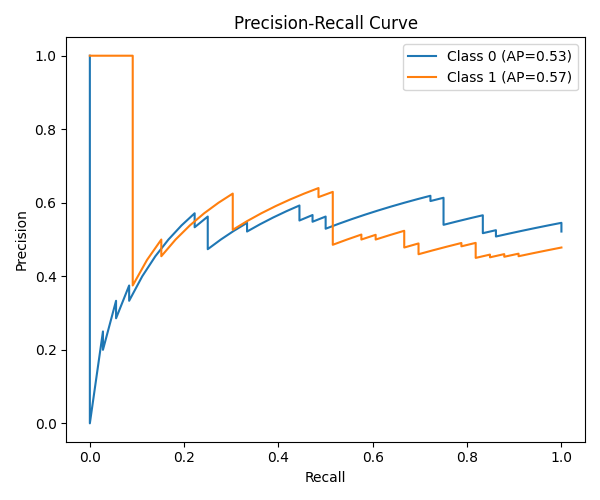 Precision-Recall Curve
Class 0 (AP=0.53)
Class 1 (AP=0.57)
Precision
1.0
0.8
0.6
0.4
0.2
0.0
0.0 0.2 0.4 0.6 0.8 1.0
Recall